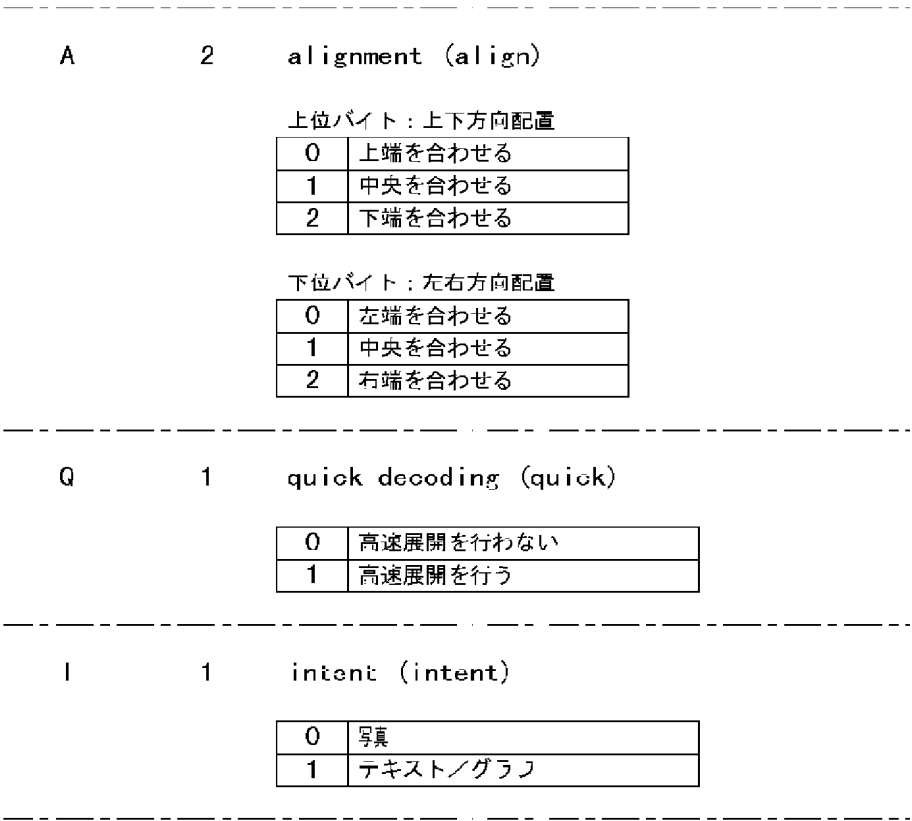 A 2 alignment (align)
上位バイト：上下方向配置
0 上端を合わせる
1 中央を合わせる
2 下端を合わせる
下位バイト：左右方向配置
0 左端を合わせる
1 中央を合わせる
2 右端を合わせる
Q 1 quick decoding (quick)
0 高速展開を行わない
1 高速展開を行う
I 1 intent (intent)
0 写真
1 テキスト／グラフ